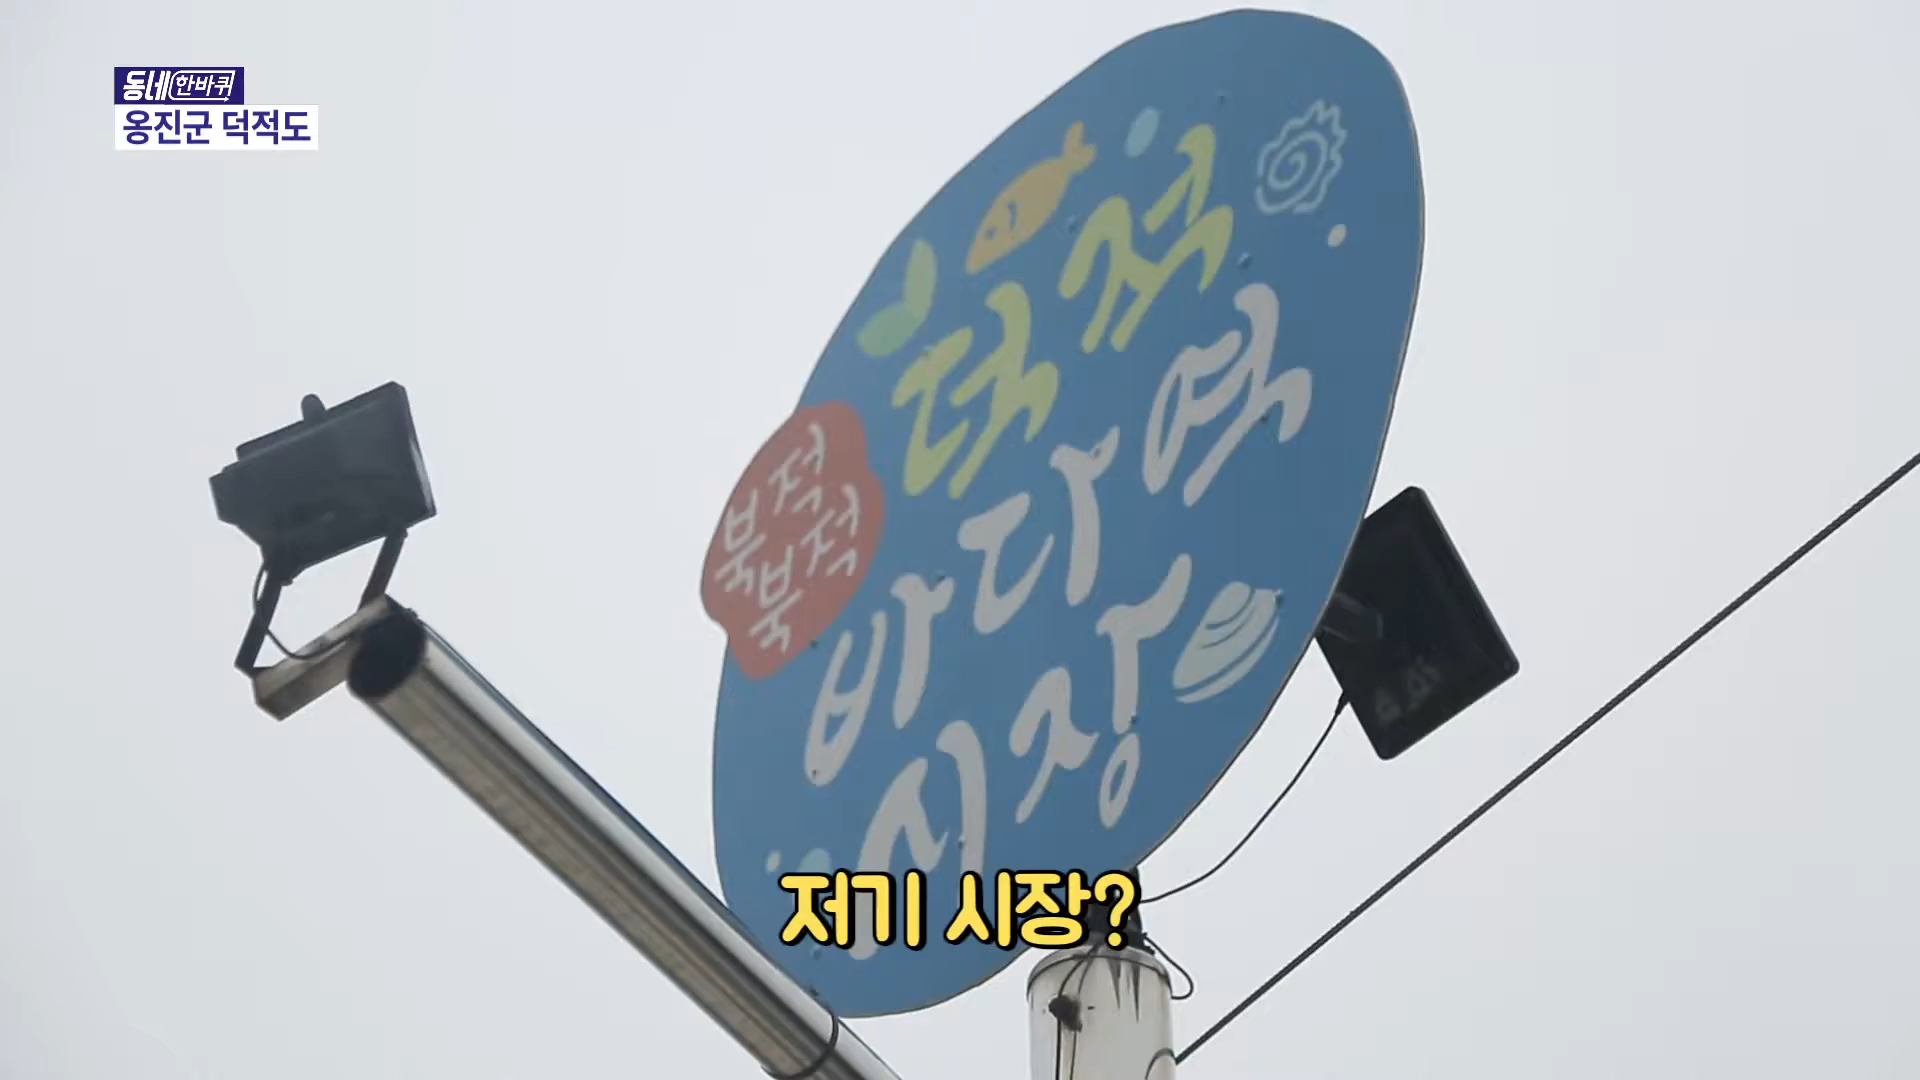 동네한바퀴
옹진군 덕적도
덕적
바다역
시장
북적
북적
저기 시장?